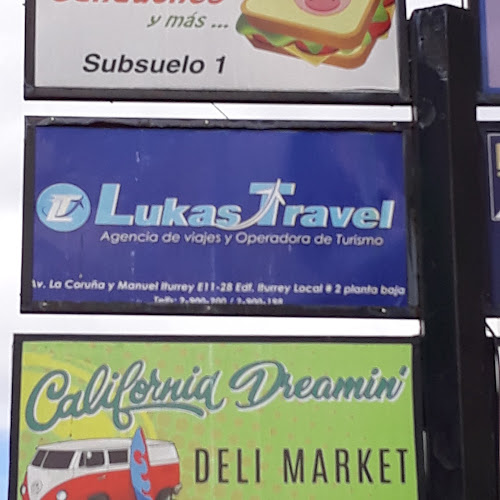 y más ...
Subsuelo 1
LUKAS Travel
Agencia de viajes y Operadora de Turismo
Av. La Coruña y Manuel Iturrey E11-28 Edf. Iturrey Local # 2 planta baja
California Dreamin'
DELI MARKET